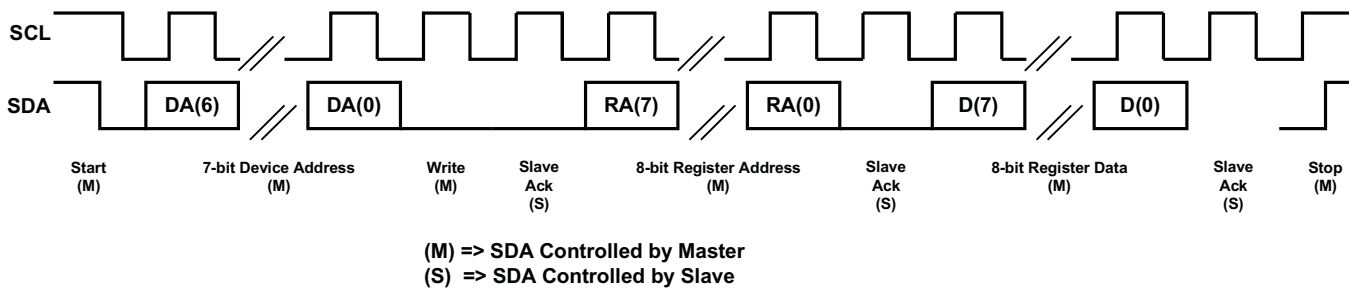 SCL
SDA
DA(6)
DA(0)
RA(7)
RA(0)
D(7)
D(0)
Start
(M)
7-bit Device Address
(M)
Write
(M)
Slave
Ack
(S)
8-bit Register Address
(M)
Slave
Ack
(S)
8-bit Register Data
(M)
Slave
Ack
(S)
Stop
(M)
(M) => SDA Controlled by Master
(S) => SDA Controlled by Slave